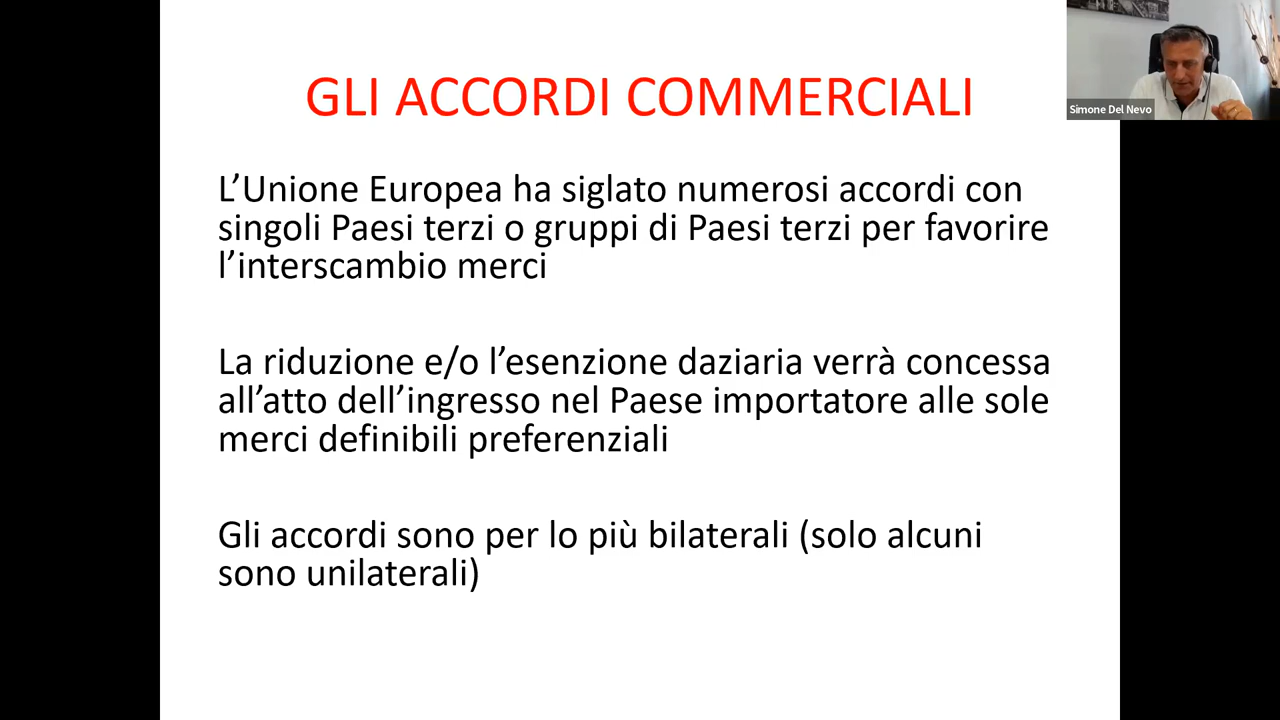 GLI ACCORDI COMMERCIALI
Simone Del Nevo
L’Unione Europea ha siglato numerosi accordi con
singoli Paesi terzi o gruppi di Paesi terzi per favorire
l’interscambio merci
La riduzione e/o l’esenzione daziaria verrà concessa
all’atto dell’ingresso nel Paese importatore alle sole
merci definibili preferenziali
Gli accordi sono per lo più bilaterali (solo alcuni
sono unilaterali)